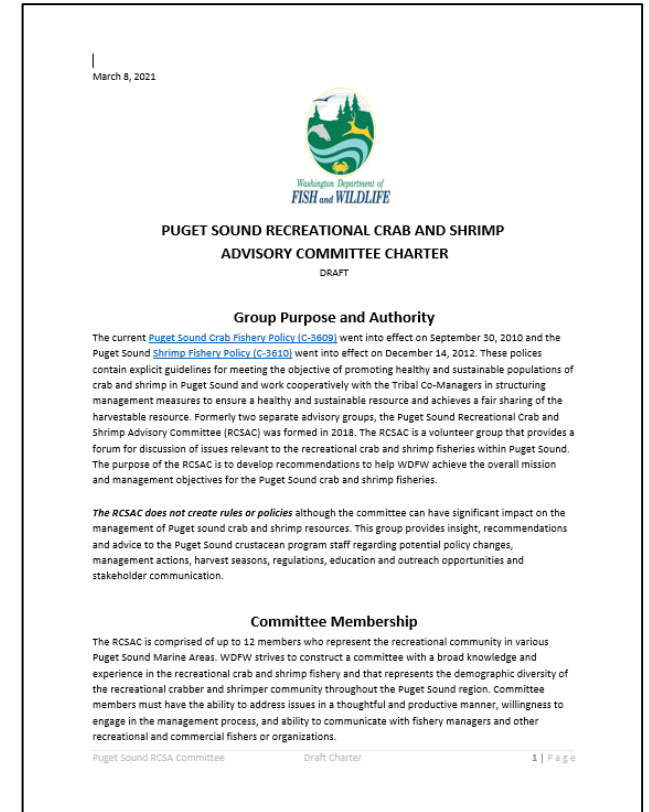 March 8, 2021
Washington Department of
FISH and WILDLIFE
PUGET SOUND RECREATIONAL CRAB AND SHRIMP
ADVISORY COMMITTEE CHARTER
DRAFT
Group Purpose and Authority
The current Puget Sound Crab Fishery Policy (C-3609) went into effect on September 30, 2010 and the
Puget Sound Shrimp Fishery Policy (C-3610) went into effect on December 14, 2012. These polices
contain explicit guidelines for meeting the objective of promoting healthy and sustainable populations of
crab and shrimp in Puget Sound and work cooperatively with the Tribal Co-Managers in structuring
management measures to ensure a healthy and sustainable resource and achieves a fair sharing of the
harvestable resource. Formerly two separate advisory groups, the Puget Sound Recreational Crab and
Shrimp Advisory Committee (RCSAC) was formed in 2018. The RCSAC is a volunteer group that provides a
forum for discussion of issues relevant to the recreational crab and shrimp fisheries within Puget Sound.
The purpose of the RCSAC is to develop recommendations to help WDFW achieve the overall mission
and management objectives for the Puget Sound crab and shrimp fisheries.
The RCSAC does not create rules or policies although the committee can have significant impact on the
management of Puget sound crab and shrimp resources. This group provides insight, recommendations
and advice to the Puget Sound crustacean program staff regarding potential policy changes,
management actions, harvest seasons, regulations, education and outreach opportunities and
stakeholder communication.
Committee Membership
The RCSAC is comprised of up to 12 members who represent the recreational community in various
Puget Sound Marine Areas. WDFW strives to construct a committee with a broad knowledge and
experience in the recreational crab and shrimp fishery and that represents the demographic diversity of
the recreational crabber and shrimper community throughout the Puget Sound region. Committee
members must have the ability to address issues in a thoughtful and productive manner, willingness to
engage in the management process, and ability to communicate with fishery managers and other
recreational and commercial fishers or organizations.
Puget Sound RCSA Committee Draft Charter 1 | Page